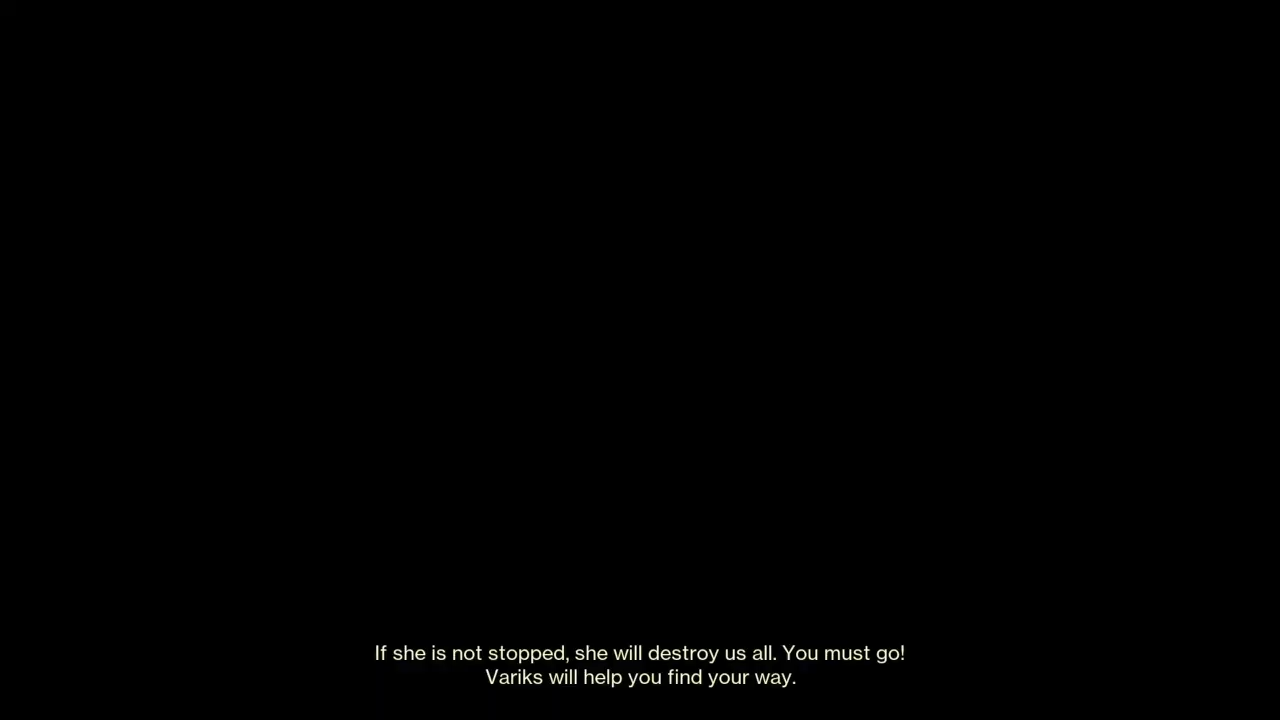 If she is not stopped, she will destroy us all. You must go!
Variks will help you find your way.